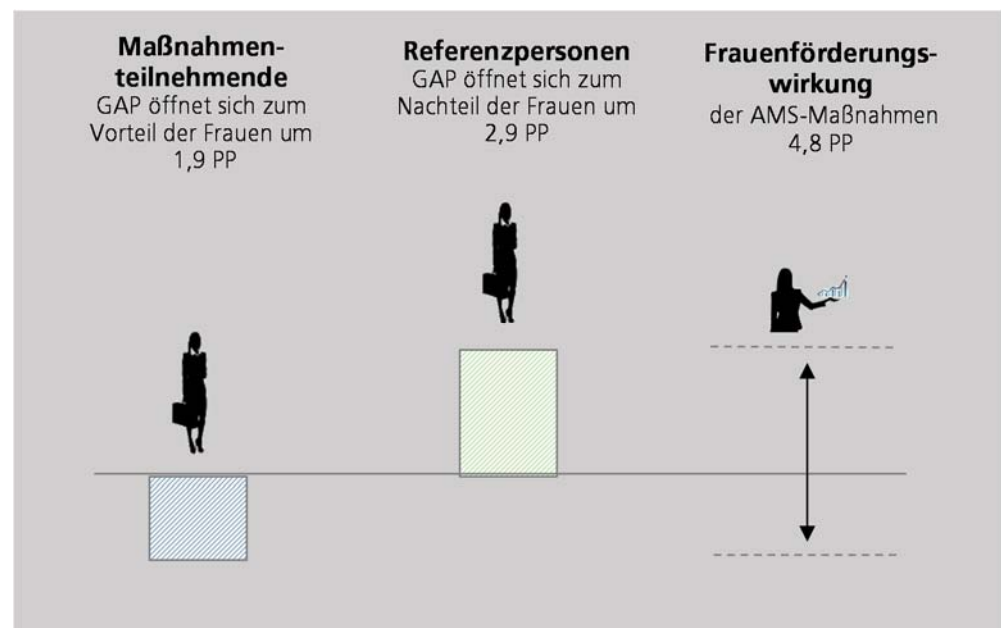 Maßnahmen-
teilnehmende
GAP öffnet sich zum
Vorteil der Frauen um
1,9 PP
Referenzpersonen
GAP öffnet sich zum
Nachteil der Frauen um
2,9 PP
Frauenförderungs-
wirkung
der AMS-Maßnahmen
4,8 PP